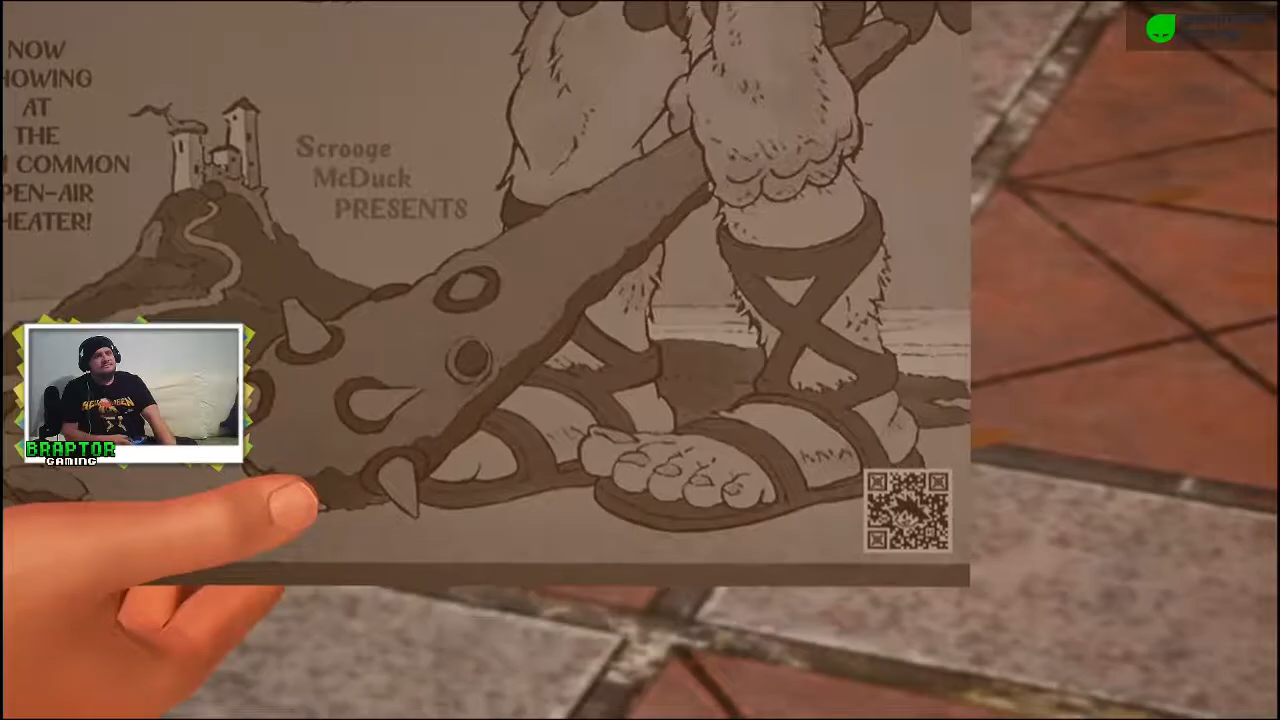 NOW
HOWING
AT
THE
COMMON
PEN-AIR
HEATER!
Scrooge
McDuck
PRESENTS
BRAPTOR
GAMING